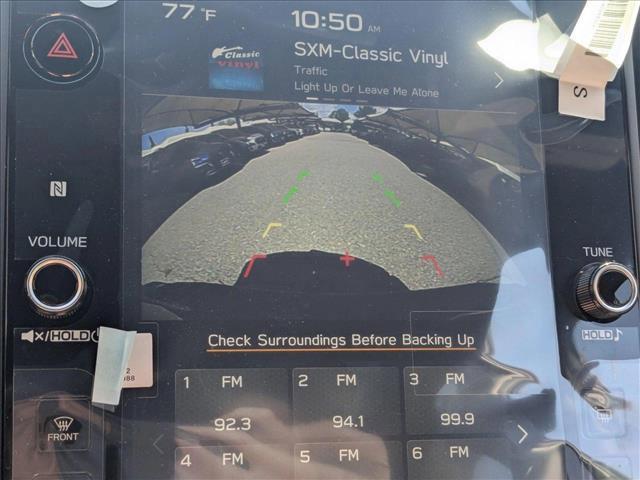 77 °F
10:50 AM
Classic
vinyl
SXM-Classic Vinyl
Traffic
Light Up Or Leave Me Alone
N
S
VOLUME
TUNE
/HOLD
HOLD
Check Surroundings Before Backing Up
1 FM
92.3
2 FM
94.1
3 FM
99.9
4 FM
5 FM
6 FM
FRONT